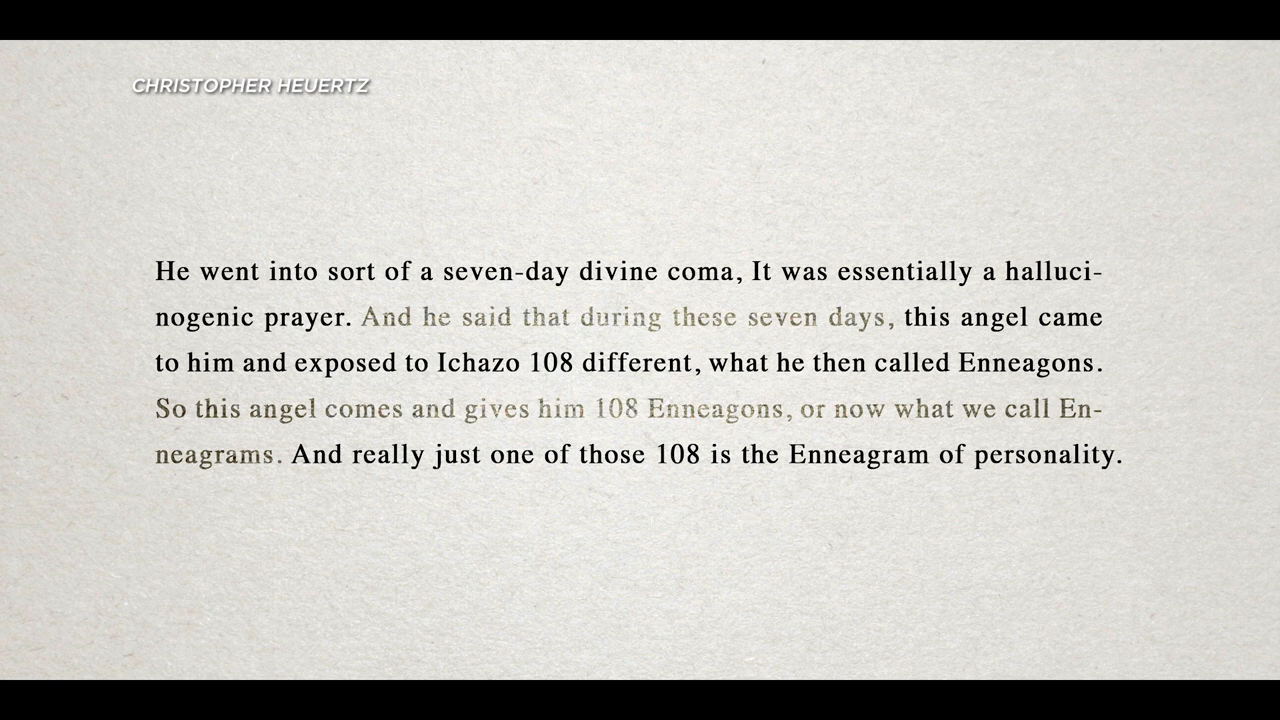 CHRISTOPHER HEUERTZ
He went into sort of a seven-day divine coma, It was essentially a halluci-
nogenic prayer. And he said that during these seven days, this angel came
to him and exposed to Ichazo 108 different, what he then called Enneagons.
So this angel comes and gives him 108 Enneagons, or now what we call En-
neagrams. And really just one of those 108 is the Enneagram of personality.